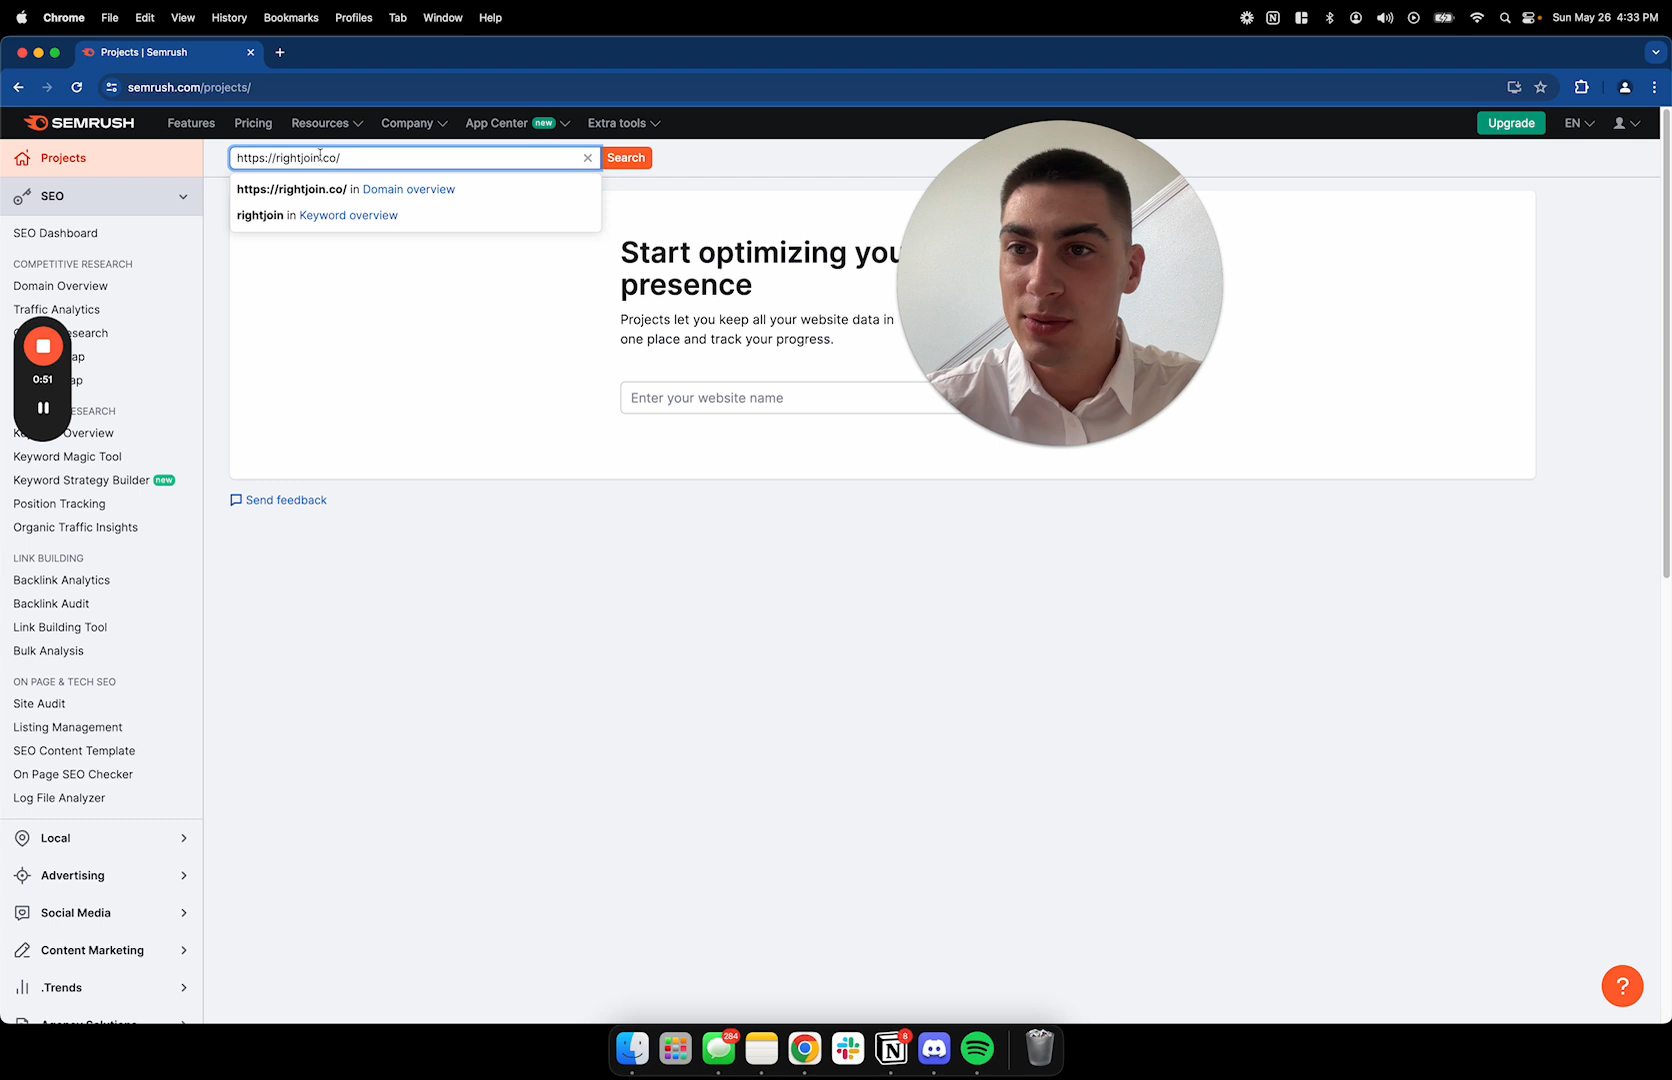 Chrome File Edit View History Bookmarks Profiles Tab Window Help
Sun May 26 4:33 PM
Projects | Semrush
semrush.com/projects/
SEMRUSH Features Pricing Resources Company App Center new Extra tools Upgrade EN
Projects
https://rightjoin.co/ Search
https://rightjoin.co/ in Domain overview
rightjoin in Keyword overview
SEO
SEO Dashboard
COMPETITIVE RESEARCH
Domain Overview
Traffic Analytics
esearch
ap
ap
0:51
ESEARCH
Overview
Keyword Magic Tool
Keyword Strategy Builder new
Position Tracking
Organic Traffic Insights
LINK BUILDING
Backlink Analytics
Backlink Audit
Link Building Tool
Bulk Analysis
ON PAGE & TECH SEO
Site Audit
Listing Management
SEO Content Template
On Page SEO Checker
Log File Analyzer
Local
Advertising
Social Media
Content Marketing
.Trends
Start optimizing you
presence
Projects let you keep all your website data in
one place and track your progress.
Enter your website name
Send feedback
?
284
8